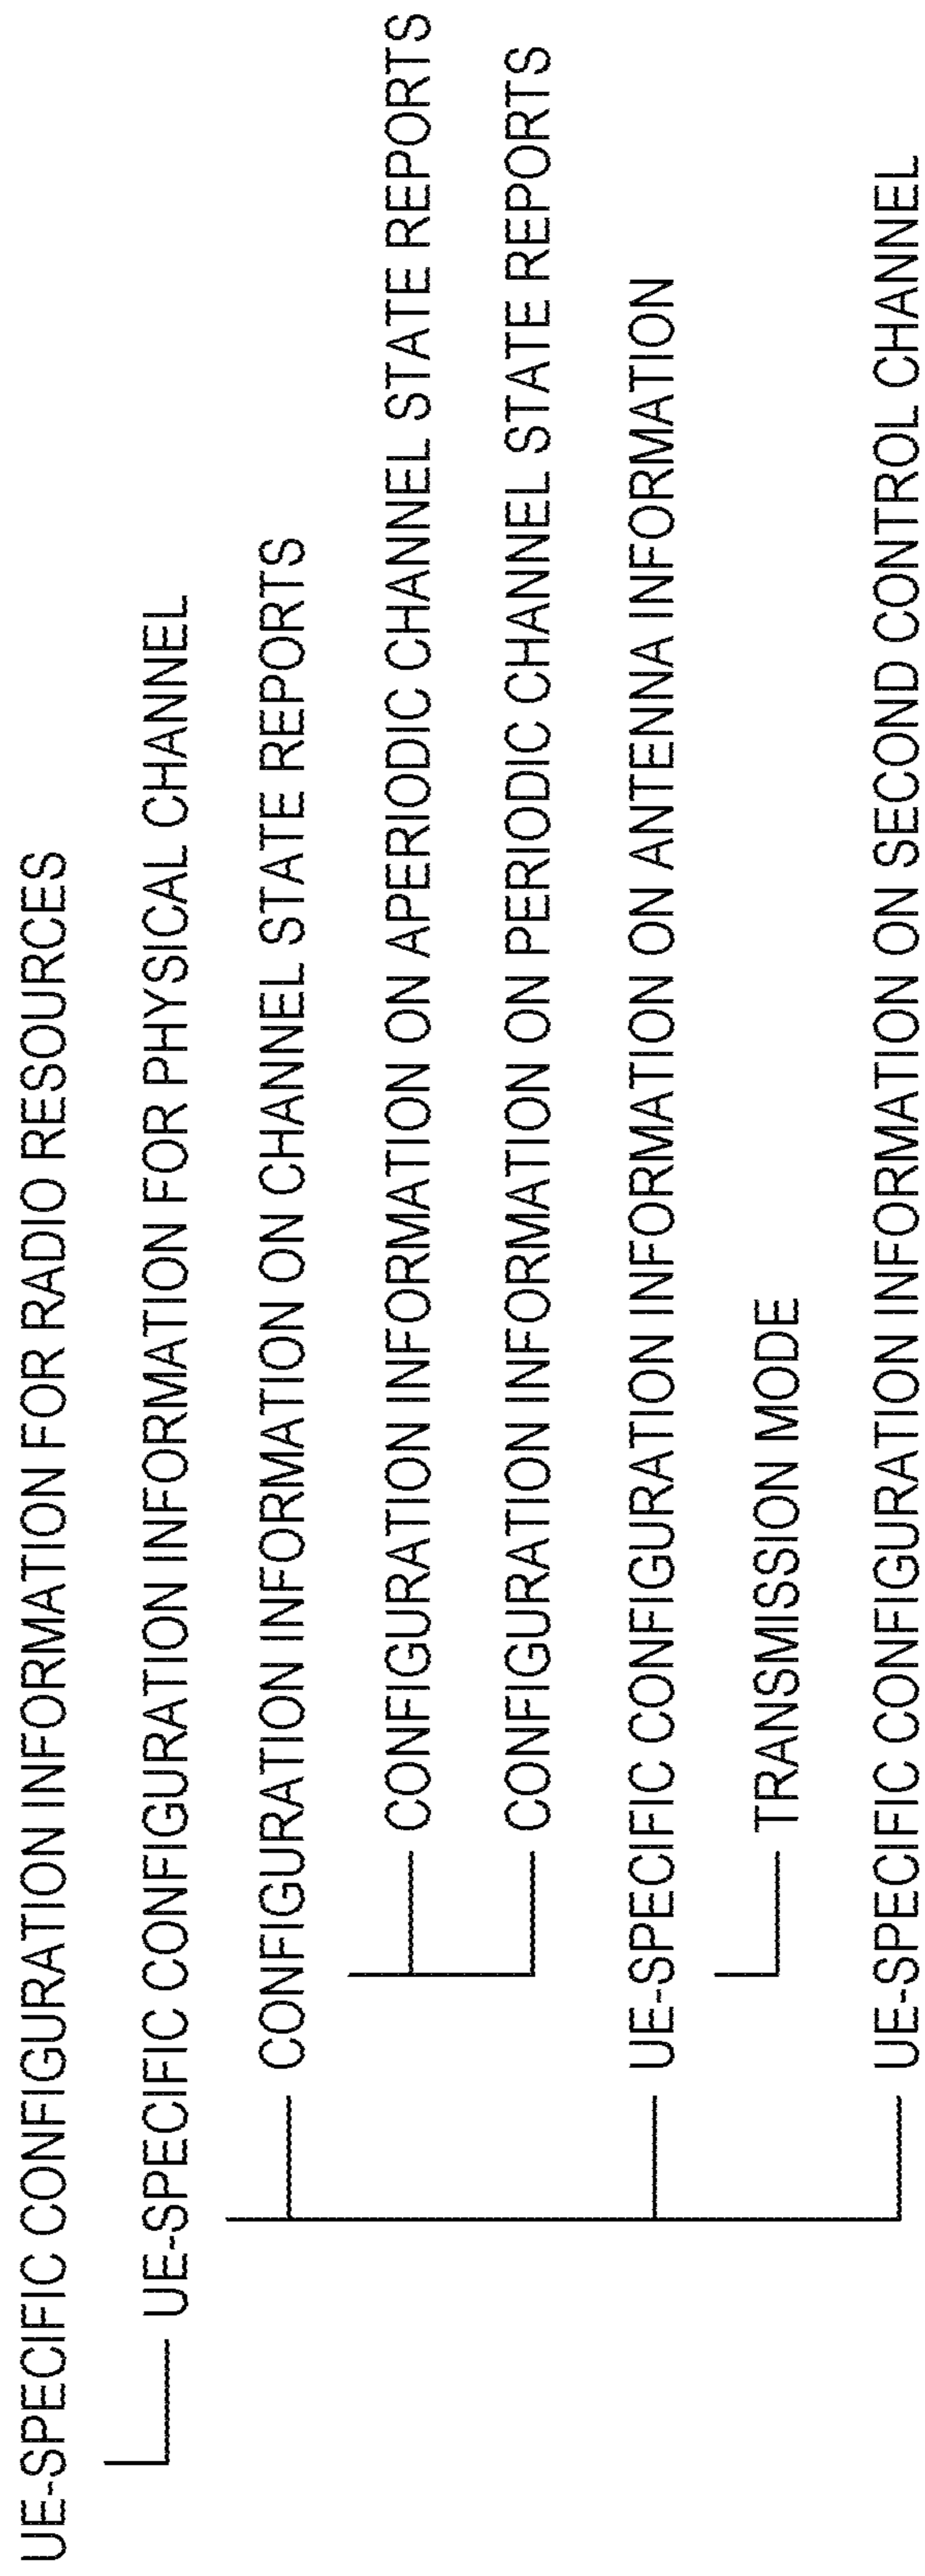 UE-SPECIFIC CONFIGURATION INFORMATION FOR RADIO RESOURCES
UE-SPECIFIC CONFIGURATION INFORMATION FOR PHYSICAL CHANNEL
CONFIGURATION INFORMATION ON CHANNEL STATE REPORTS
CONFIGURATION INFORMATION ON APERIODIC CHANNEL STATE REPORTS
CONFIGURATION INFORMATION ON PERIODIC CHANNEL STATE REPORTS
UE-SPECIFIC CONFIGURATION INFORMATION ON ANTENNA INFORMATION
TRANSMISSION MODE
UE-SPECIFIC CONFIGURATION INFORMATION ON SECOND CONTROL CHANNEL